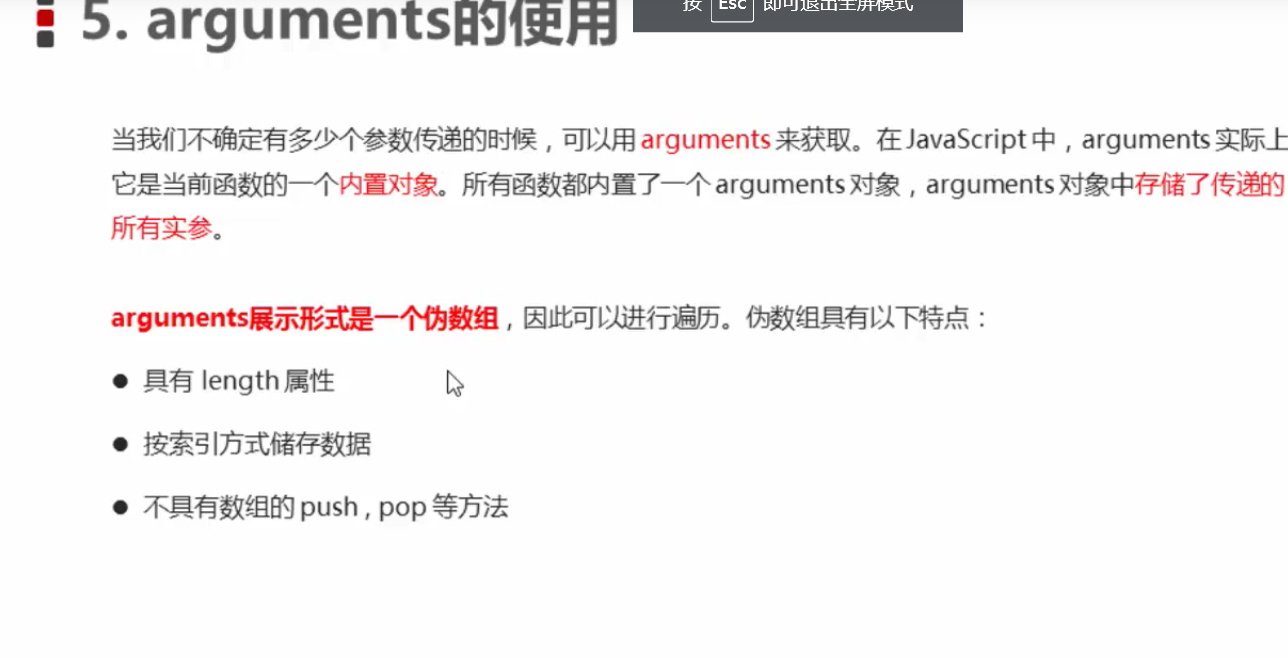 5. arguments的使用
按 Esc 即可退出全屏模式
当我们不确定有多少个参数传递的时候，可以用 arguments 来获取。在 JavaScript 中，arguments 实际上
它是当前函数的一个内置对象。所有函数都内置了一个 arguments 对象，arguments 对象中存储了传递的
所有实参。
arguments展示形式是一个伪数组，因此可以进行遍历。伪数组具有以下特点：
● 具有 length 属性
● 按索引方式储存数据
● 不具有数组的 push , pop 等方法